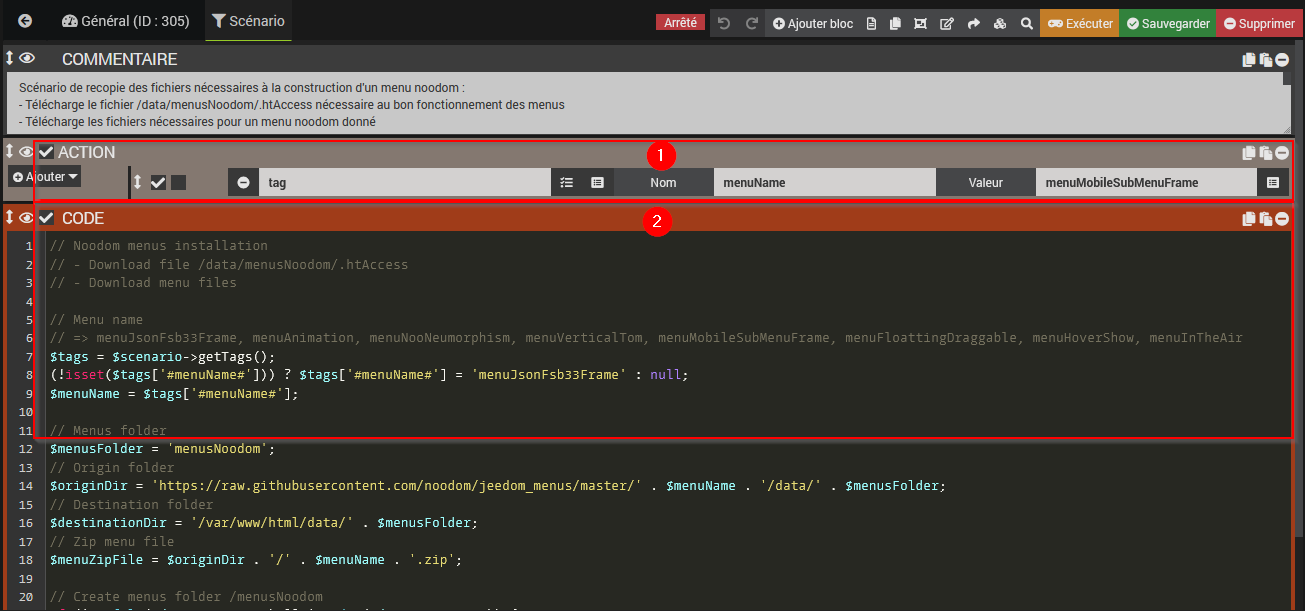 Général (ID : 305) Scénario Arrêté Ajouter bloc Exécuter Sauvegarder Supprimer
COMMENTAIRE
Scénario de recopie des fichiers nécessaires à la construction d'un menu noodom :
- Télécharge le fichier /data/menusNoodom/.htAccess nécessaire au bon fonctionnement des menus
- Télécharge les fichiers nécessaires pour un menu noodom donné
ACTION 1
Ajouter tag Nom menuName Valeur menuMobileSubMenuFrame
CODE 2
1 // Noodom menus installation
2 // - Download file /data/menusNoodom/.htAccess
3 // - Download menu files
4
5 // Menu name
6 // => menuJsonFsb33Frame, menuAnimation, menuNooNeumorphism, menuVerticalTom, menuMobileSubMenuFrame, menuFloattingDraggable, menuHoverShow, menuInTheAir
7 $tags = $scenario->getTags();
8 (!isset($tags['#menuName#'])) ? $tags['#menuName#'] = 'menuJsonFsb33Frame' : null;
9 $menuName = $tags['#menuName#'];
10
11 // Menus folder
12 $menusFolder = 'menusNoodom';
13 // Origin folder
14 $originDir = 'https://raw.githubusercontent.com/noodom/jeedom_menus/master/' . $menuName . '/data/' . $menusFolder;
15 // Destination folder
16 $destinationDir = '/var/www/html/data/' . $menusFolder;
17 // Zip menu file
18 $menuZipFile = $originDir . '/' . $menuName . '.zip';
19
20 // Create menus folder /menusNoodom